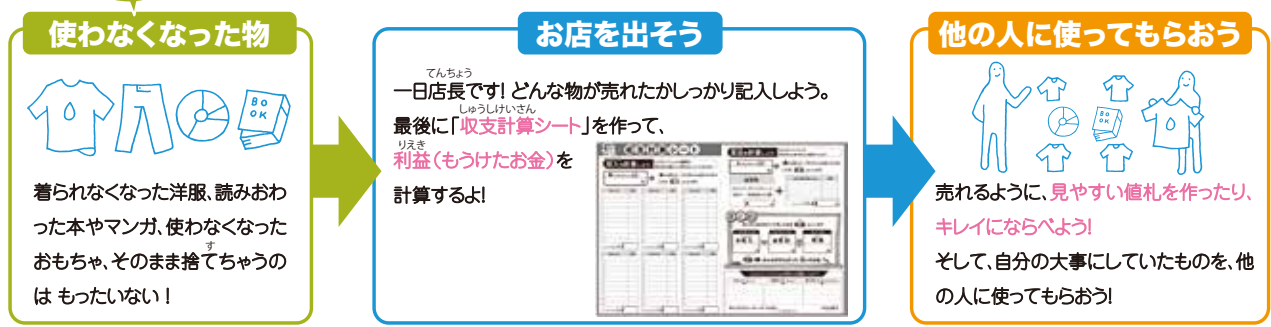 使わなくなった物
BO
OK
着られなくなった洋服、読みおわ
った本やマンガ、使わなくなった
す
おもちゃ、そのまま捨てちゃうの
は もったいない！
お店を出そう
てんちょう
一日店長です! どんな物が売れたかしっかり記入しよう。
しゅうしけいさん
最後に「収支計算シート」を作って、
りえき
利益（もうけたお金）を
計算するよ!
他の人に使ってもらおう
BO
OK
売れるように、見やすい値札を作ったり、
キレイにならべよう!
そして、自分の大事にしていたものを、他
の人に使ってもらおう!